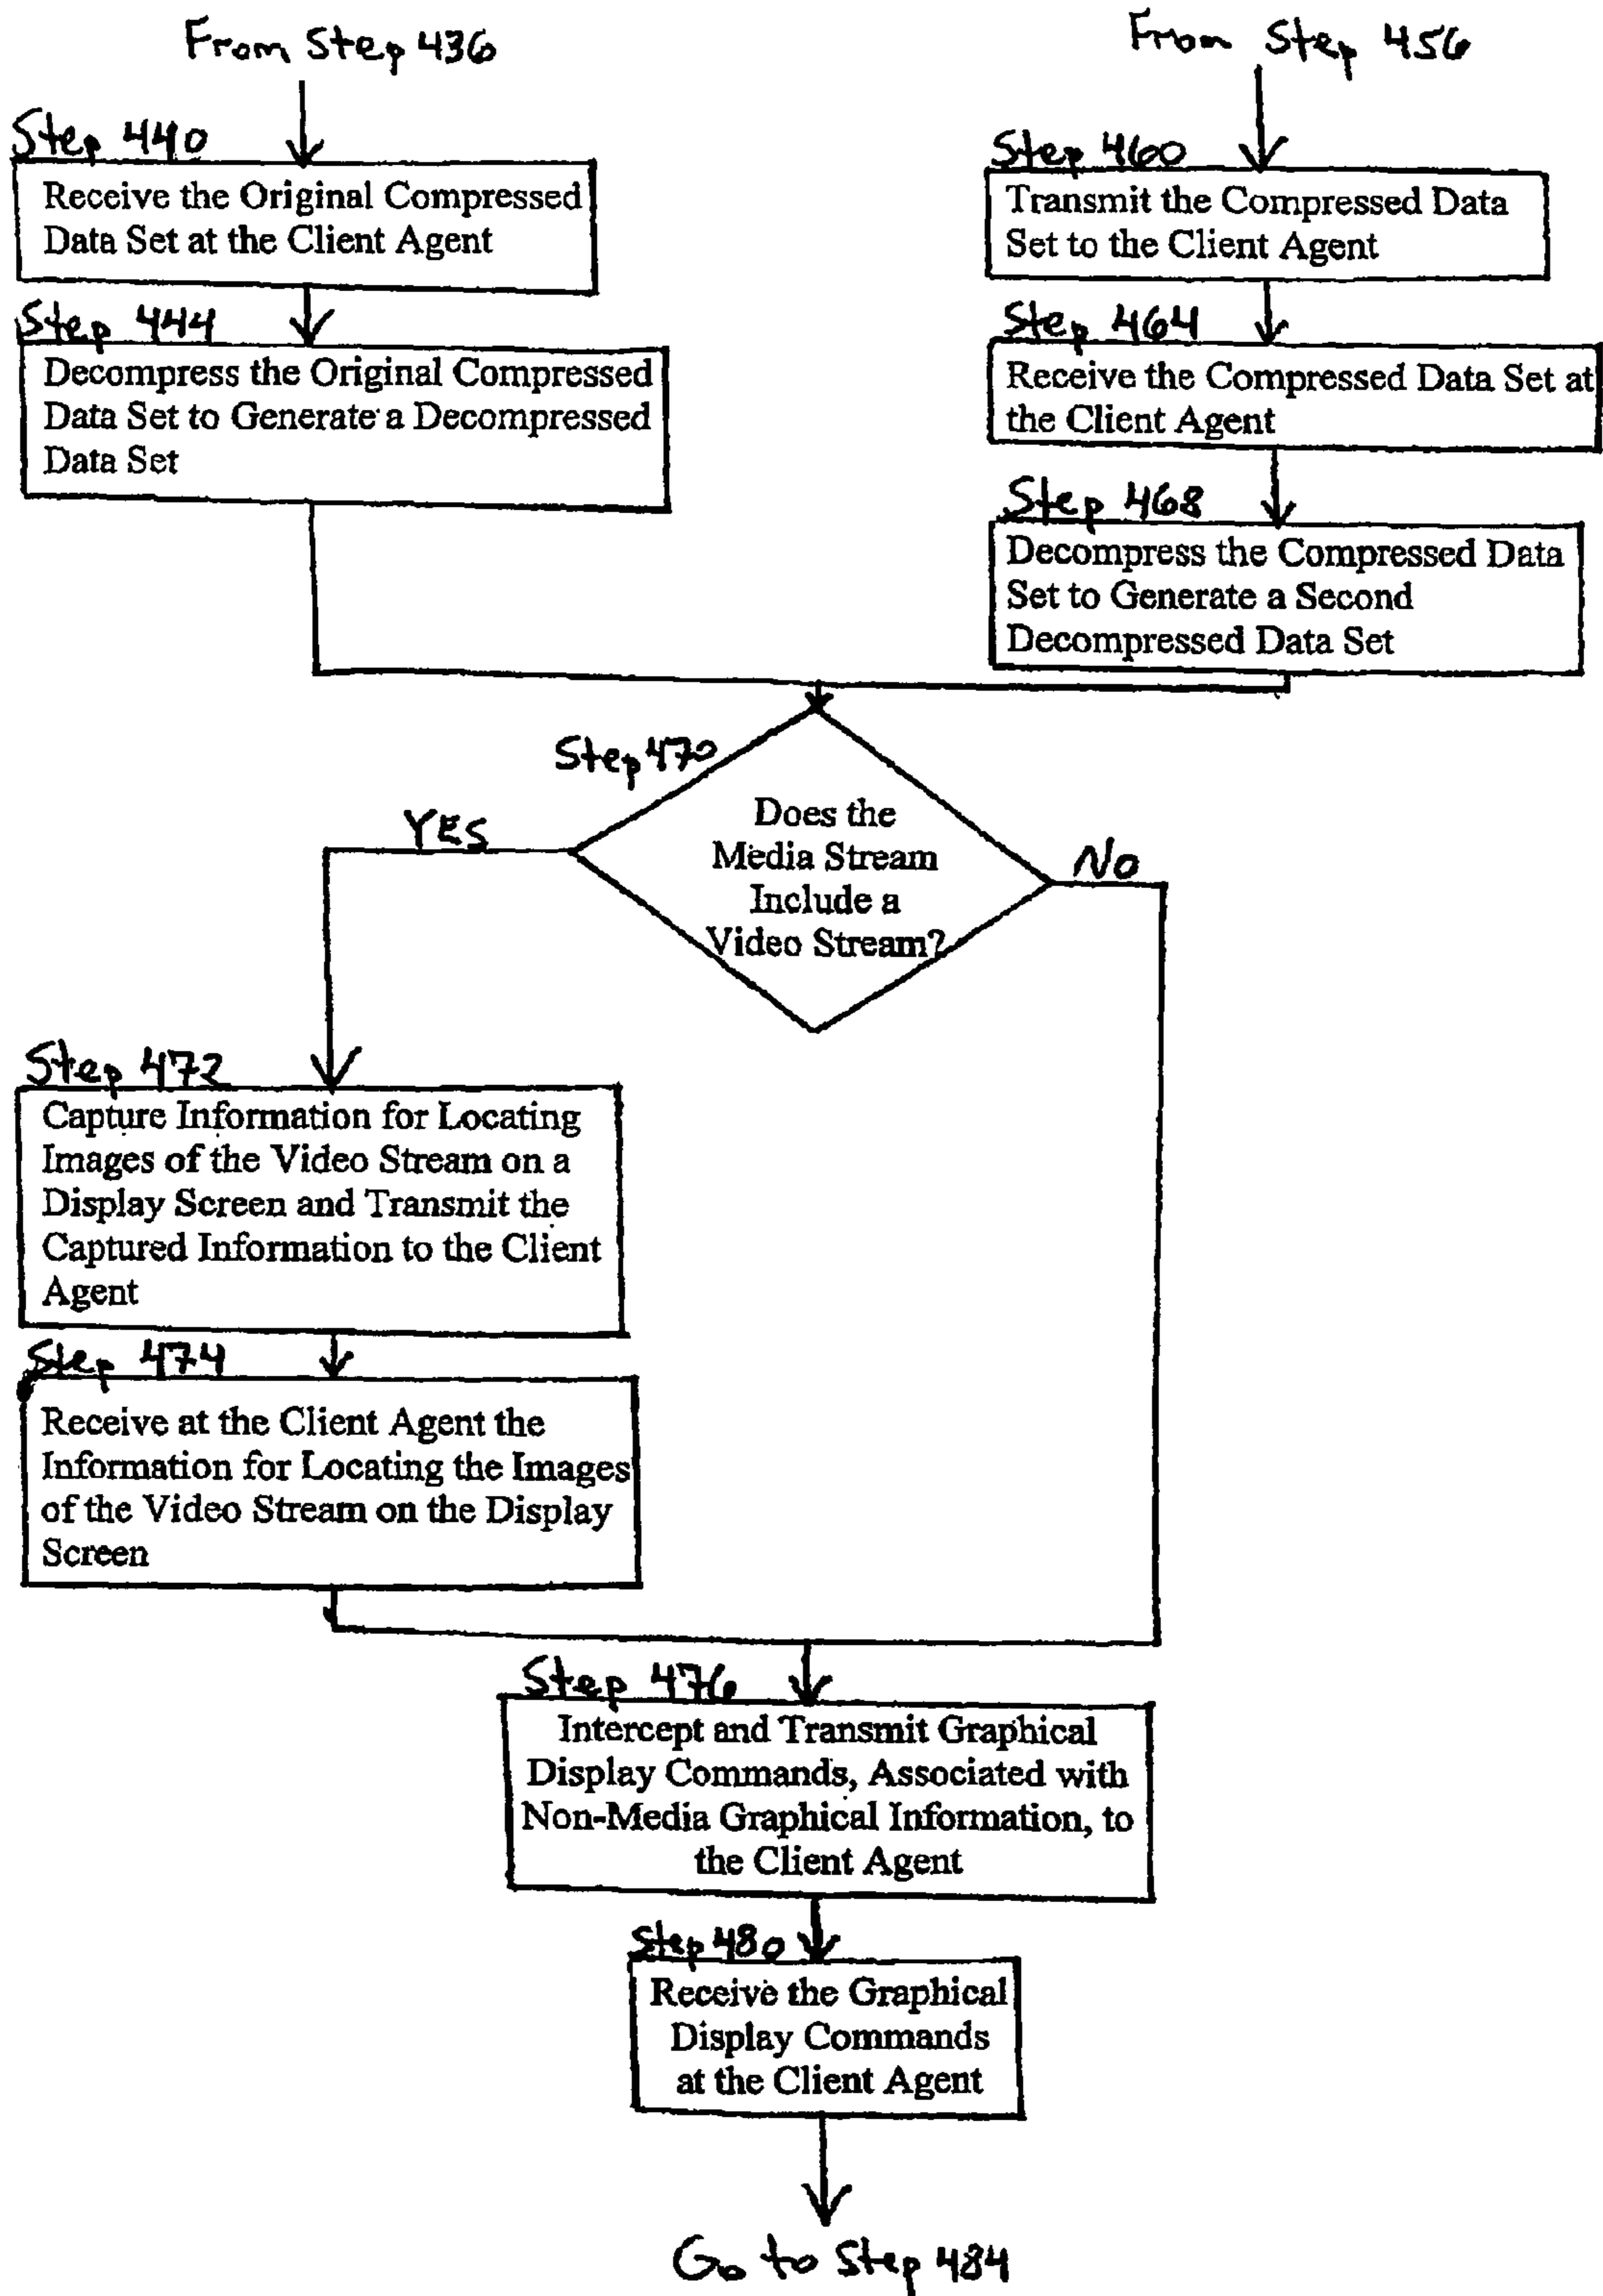 From Step 436
Step 440
Receive the Original Compressed
Data Set at the Client Agent
Step 444
Decompress the Original Compressed
Data Set to Generate a Decompressed
Data Set
From Step 456
Step 460
Transmit the Compressed Data
Set to the Client Agent
Step 464
Receive the Compressed Data Set at
the Client Agent
Step 468
Decompress the Compressed Data
Set to Generate a Second
Decompressed Data Set
Step 470
Does the
Media Stream
Include a
Video Stream?
YES
No
Step 472
Capture Information for Locating
Images of the Video Stream on a
Display Screen and Transmit the
Captured Information to the Client
Agent
Step 474
Receive at the Client Agent the
Information for Locating the Images
of the Video Stream on the Display
Screen
Step 476
Intercept and Transmit Graphical
Display Commands, Associated with
Non-Media Graphical Information, to
the Client Agent
Step 480
Receive the Graphical
Display Commands
at the Client Agent
Go to Step 484